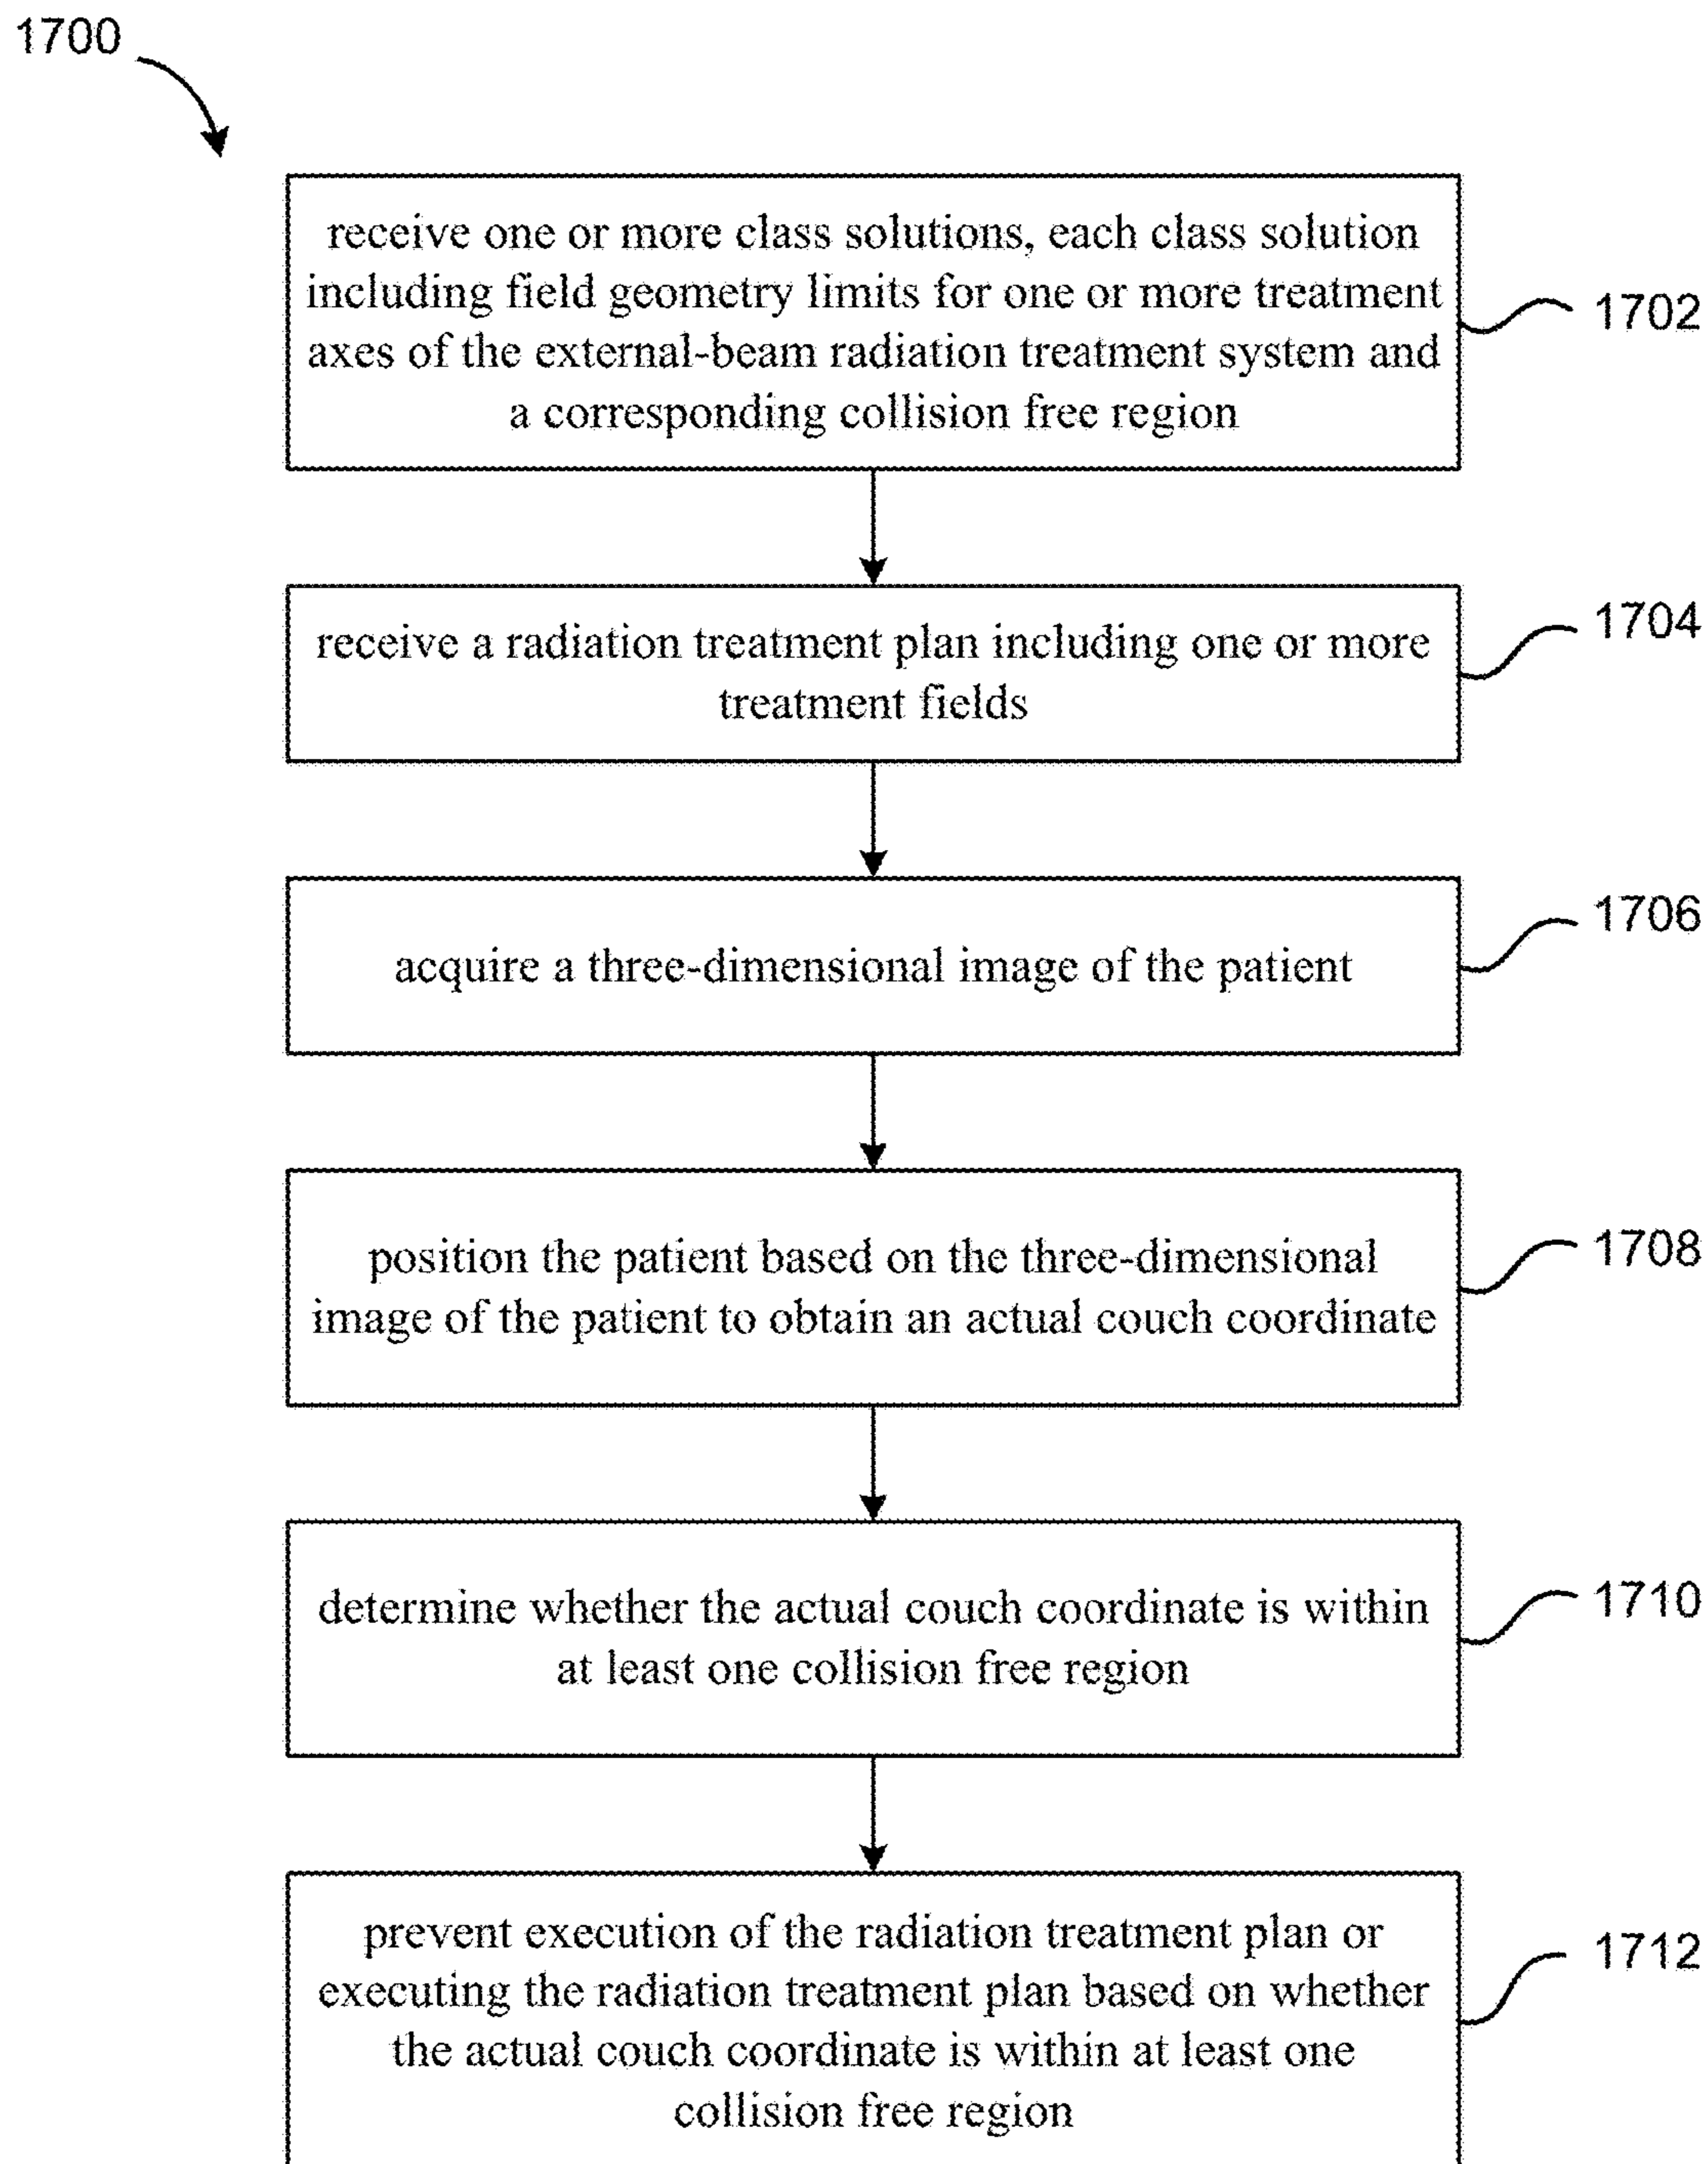 1700
receive one or more class solutions, each class solution
including field geometry limits for one or more treatment
axes of the external-beam radiation treatment system and
a corresponding collision free region
1702
receive a radiation treatment plan including one or more
treatment fields
1704
acquire a three-dimensional image of the patient
1706
position the patient based on the three-dimensional
image of the patient to obtain an actual couch coordinate
1708
determine whether the actual couch coordinate is within
at least one collision free region
1710
prevent execution of the radiation treatment plan or
executing the radiation treatment plan based on whether
the actual couch coordinate is within at least one
collision free region
1712